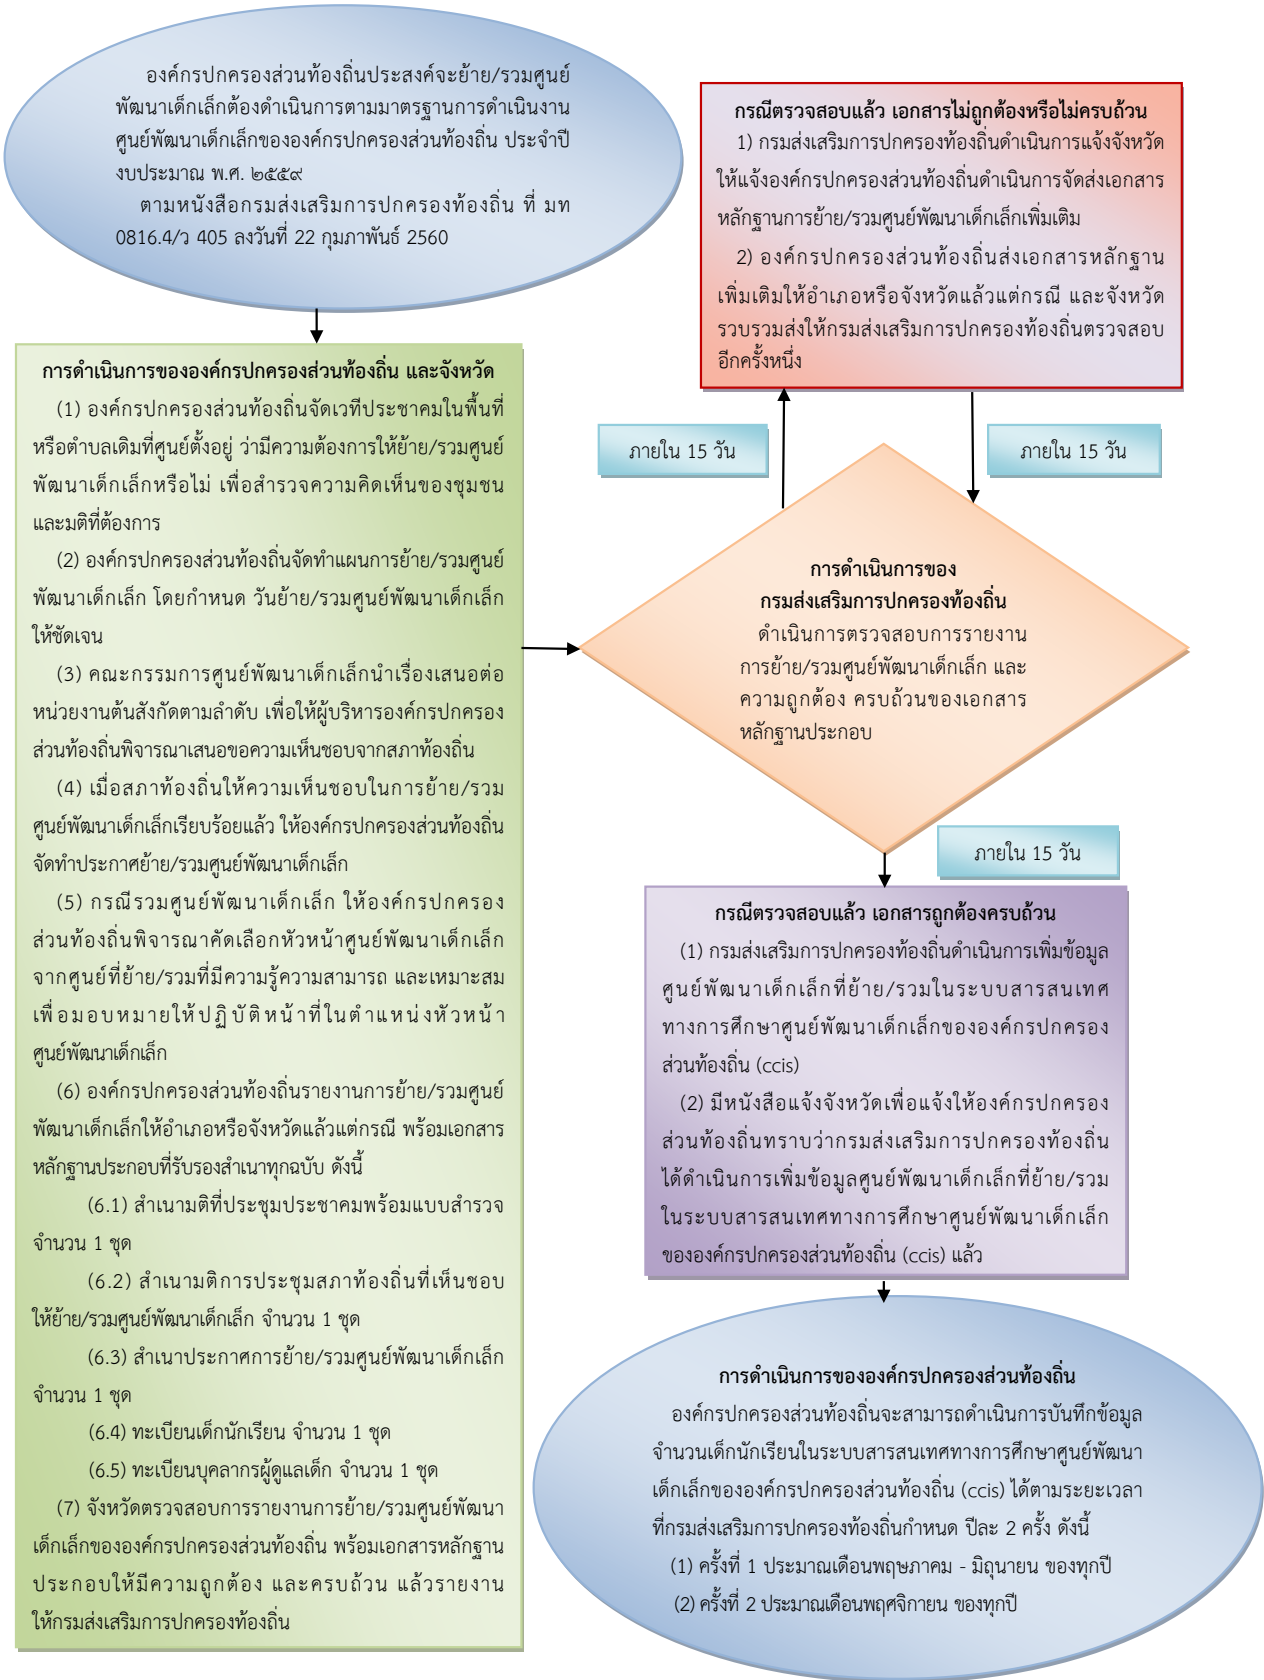 องค์กรปกครองส่วนท้องถิ่นประสงค์จะย้าย/รวมศูนย์
พัฒนาเด็กเล็กต้องดำเนินการตามมาตรฐานการดำเนินงาน
ศูนย์พัฒนาเด็กเล็กขององค์กรปกครองส่วนท้องถิ่น ประจำปี
งบประมาณ พ.ศ. ๒๕๕๙
ตามหนังสือกรมส่งเสริมการปกครองท้องถิ่น ที่ มท
0816.4/ว 405 ลงวันที่ 22 กุมภาพันธ์ 2560
การดำเนินการขององค์กรปกครองส่วนท้องถิ่น และจังหวัด
(1) องค์กรปกครองส่วนท้องถิ่นจัดเวทีประชาคมในพื้นที่
หรือตำบลเดิมที่ศูนย์ตั้งอยู่ ว่ามีความต้องการให้ย้าย/รวมศูนย์
พัฒนาเด็กเล็กหรือไม่ เพื่อสำรวจความคิดเห็นของชุมชน
และมติที่ต้องการ
(2) องค์กรปกครองส่วนท้องถิ่นจัดทำแผนการย้าย/รวมศูนย์
พัฒนาเด็กเล็ก โดยกำหนด วันย้าย/รวมศูนย์พัฒนาเด็กเล็ก
ให้ชัดเจน
(3) คณะกรรมการศูนย์พัฒนาเด็กเล็กนำเรื่องเสนอต่อ
หน่วยงานต้นสังกัดตามลำดับ เพื่อให้ผู้บริหารองค์กรปกครอง
ส่วนท้องถิ่นพิจารณาเสนอขอความเห็นชอบจากสภาท้องถิ่น
(4) เมื่อสภาท้องถิ่นให้ความเห็นชอบในการย้าย/รวม
ศูนย์พัฒนาเด็กเล็กเรียบร้อยแล้ว ให้องค์กรปกครองส่วนท้องถิ่น
จัดทำประกาศย้าย/รวมศูนย์พัฒนาเด็กเล็ก
(5) กรณีรวมศูนย์พัฒนาเด็กเล็ก ให้องค์กรปกครอง
ส่วนท้องถิ่นพิจารณาคัดเลือกหัวหน้าศูนย์พัฒนาเด็กเล็ก
จากศูนย์ที่ย้าย/รวมที่มีความรู้ความสามารถ และเหมาะสม
เพื่อมอบหมายให้ปฏิบัติหน้าที่ในตำแหน่งหัวหน้า
ศูนย์พัฒนาเด็กเล็ก
(6) องค์กรปกครองส่วนท้องถิ่นรายงานการย้าย/รวมศูนย์
พัฒนาเด็กเล็กให้อำเภอหรือจังหวัดแล้วแต่กรณี พร้อมเอกสาร
หลักฐานประกอบที่รับรองสำเนาทุกฉบับ ดังนี้
(6.1) สำเนามติที่ประชุมประชาคมพร้อมแบบสำรวจ
จำนวน 1 ชุด
(6.2) สำเนามติการประชุมสภาท้องถิ่นที่เห็นชอบ
ให้ย้าย/รวมศูนย์พัฒนาเด็กเล็ก จำนวน 1 ชุด
(6.3) สำเนาประกาศการย้าย/รวมศูนย์พัฒนาเด็กเล็ก
จำนวน 1 ชุด
(6.4) ทะเบียนเด็กนักเรียน จำนวน 1 ชุด
(6.5) ทะเบียนบุคลากรผู้ดูแลเด็ก จำนวน 1 ชุด
(7) จังหวัดตรวจสอบการรายงานการย้าย/รวมศูนย์พัฒนา
เด็กเล็กขององค์กรปกครองส่วนท้องถิ่น พร้อมเอกสารหลักฐาน
ประกอบให้มีความถูกต้อง และครบถ้วน แล้วรายงาน
ให้กรมส่งเสริมการปกครองท้องถิ่น
กรณีตรวจสอบแล้ว เอกสารไม่ถูกต้องหรือไม่ครบถ้วน
1) กรมส่งเสริมการปกครองท้องถิ่นดำเนินการแจ้งจังหวัด
ให้แจ้งองค์กรปกครองส่วนท้องถิ่นดำเนินการจัดส่งเอกสาร
หลักฐานการย้าย/รวมศูนย์พัฒนาเด็กเล็กเพิ่มเติม
2) องค์กรปกครองส่วนท้องถิ่นส่งเอกสารหลักฐาน
เพิ่มเติมให้อำเภอหรือจังหวัดแล้วแต่กรณี และจังหวัด
รวบรวมส่งให้กรมส่งเสริมการปกครองท้องถิ่นตรวจสอบ
อีกครั้งหนึ่ง
ภายใน 15 วัน
ภายใน 15 วัน
การดำเนินการของ
กรมส่งเสริมการปกครองท้องถิ่น
ดำเนินการตรวจสอบการรายงาน
การย้าย/รวมศูนย์พัฒนาเด็กเล็ก และ
ความถูกต้อง ครบถ้วนของเอกสาร
หลักฐานประกอบ
ภายใน 15 วัน
กรณีตรวจสอบแล้ว เอกสารถูกต้องครบถ้วน
(1) กรมส่งเสริมการปกครองท้องถิ่นดำเนินการเพิ่มข้อมูล
ศูนย์พัฒนาเด็กเล็กที่ย้าย/รวมในระบบสารสนเทศ
ทางการศึกษาศูนย์พัฒนาเด็กเล็กขององค์กรปกครอง
ส่วนท้องถิ่น (ccis)
(2) มีหนังสือแจ้งจังหวัดเพื่อแจ้งให้องค์กรปกครอง
ส่วนท้องถิ่นทราบว่ากรมส่งเสริมการปกครองท้องถิ่น
ได้ดำเนินการเพิ่มข้อมูลศูนย์พัฒนาเด็กเล็กที่ย้าย/รวม
ในระบบสารสนเทศทางการศึกษาศูนย์พัฒนาเด็กเล็ก
ขององค์กรปกครองส่วนท้องถิ่น (ccis) แล้ว
การดำเนินการขององค์กรปกครองส่วนท้องถิ่น
องค์กรปกครองส่วนท้องถิ่นจะสามารถดำเนินการบันทึกข้อมูล
จำนวนเด็กนักเรียนในระบบสารสนเทศทางการศึกษาศูนย์พัฒนา
เด็กเล็กขององค์กรปกครองส่วนท้องถิ่น (ccis) ได้ตามระยะเวลา
ที่กรมส่งเสริมการปกครองท้องถิ่นกำหนด ปีละ 2 ครั้ง ดังนี้
(1) ครั้งที่ 1 ประมาณเดือนพฤษภาคม - มิถุนายน ของทุกปี
(2) ครั้งที่ 2 ประมาณเดือนพฤศจิกายน ของทุกปี